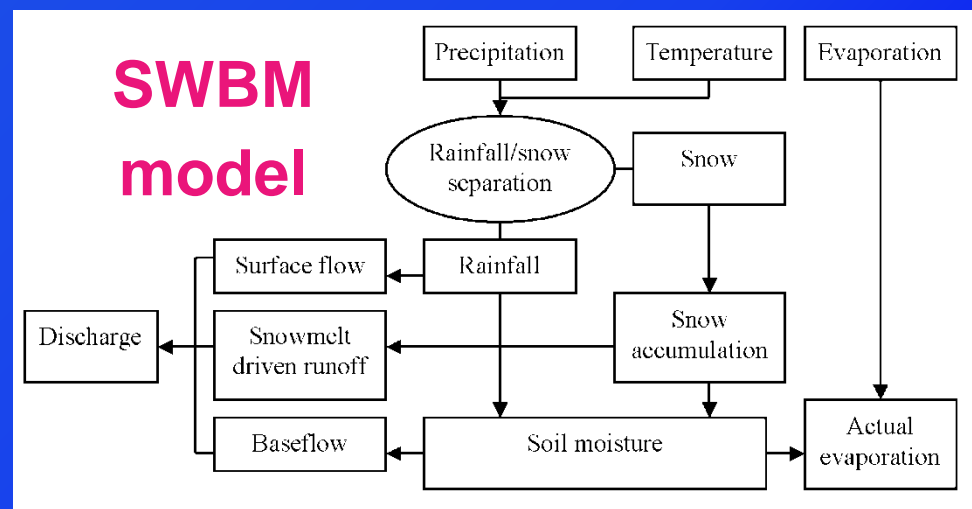 SWBM
model
Precipitation
Temperature
Evaporation
Rainfall/snow
separation
Snow
Surface flow
Rainfall
Discharge
Snowmelt
driven runoff
Snow
accumulation
Baseflow
Soil moisture
Actual
evaporation